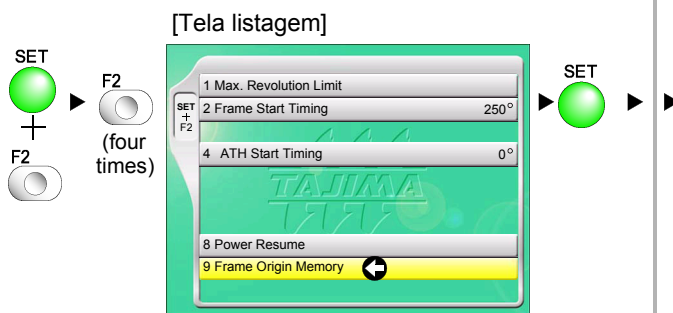 [Tela listagem]
SET
+
F2
F2
(four
times)
SET
+
F2
1 Max. Revolution Limit
2 Frame Start Timing 250°
4 ATH Start Timing 0°
TAJIMA
8 Power Resume
9 Frame Origin Memory
SET